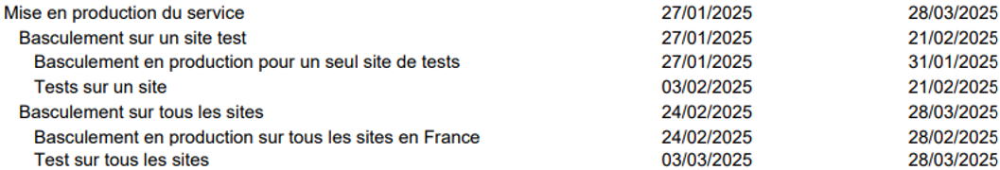 Mise en production du service 27/01/2025 28/03/2025
Basculement sur un site test 27/01/2025 21/02/2025
Basculement en production pour un seul site de tests 27/01/2025 31/01/2025
Tests sur un site 03/02/2025 21/02/2025
Basculement sur tous les sites 24/02/2025 28/03/2025
Basculement en production sur tous les sites en France 24/02/2025 28/02/2025
Test sur tous les sites 03/03/2025 28/03/2025